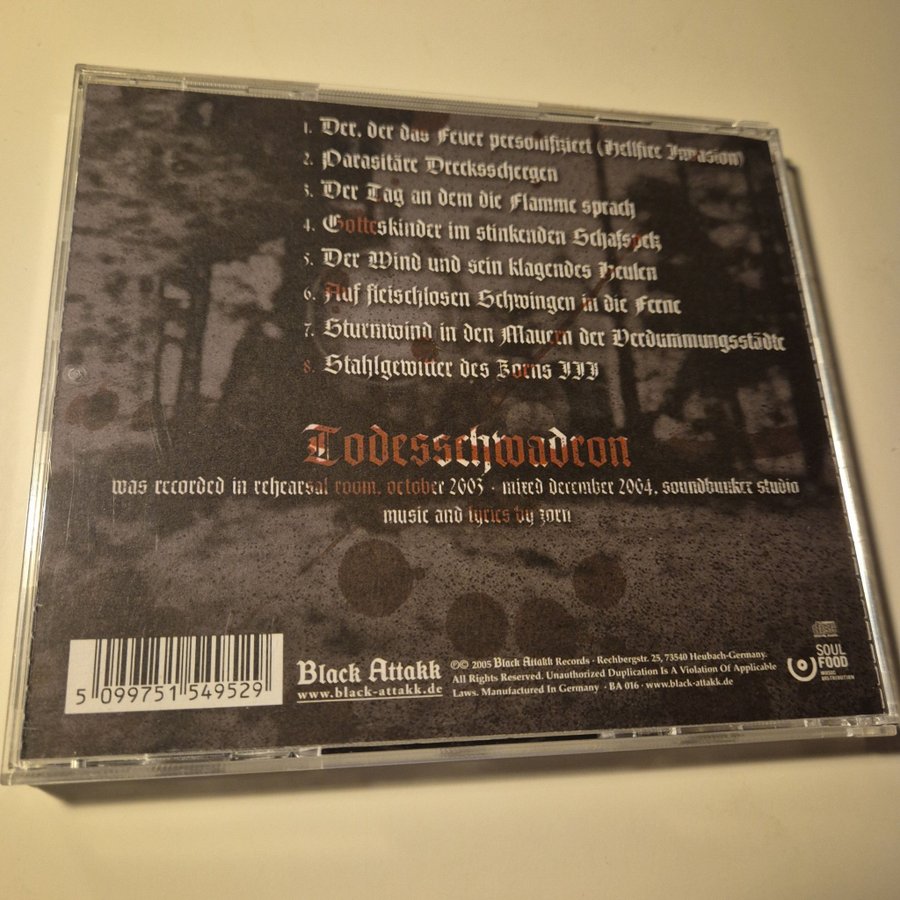 1. Der, der das Feuer personifiziert (Hellfire Invasion)
2. Parasitäre Drecksschergen
3. Der Tag an dem die Flamme sprach
4. Gotteskinder im stinkenden Schafspelz
5. Der Wind und sein klagendes Heulen
6. Auf fleischlosen Schwingen in die Ferne
7. Sturmwind in den Mauern der Verdummungsstädte
8. Stahlgewitter des Zorns III
Todesschwadron
was recorded in rehearsal room, october 2003 · mixed december 2004, soundbunker studio
music and lyrics by zorn
5 099751 549529
Black Attakk
www.black-attakk.de
℗© 2005 Black Attakk Records · Rechbergstr. 25, 73540 Heubach-Germany.
All Rights Reserved. Unauthorized Duplication Is A Violation Of Applicable
Laws. Manufactured In Germany · BA 016 · www.black-attakk.de
SOUL
FOOD
MUSIC
DISTRIBUTION